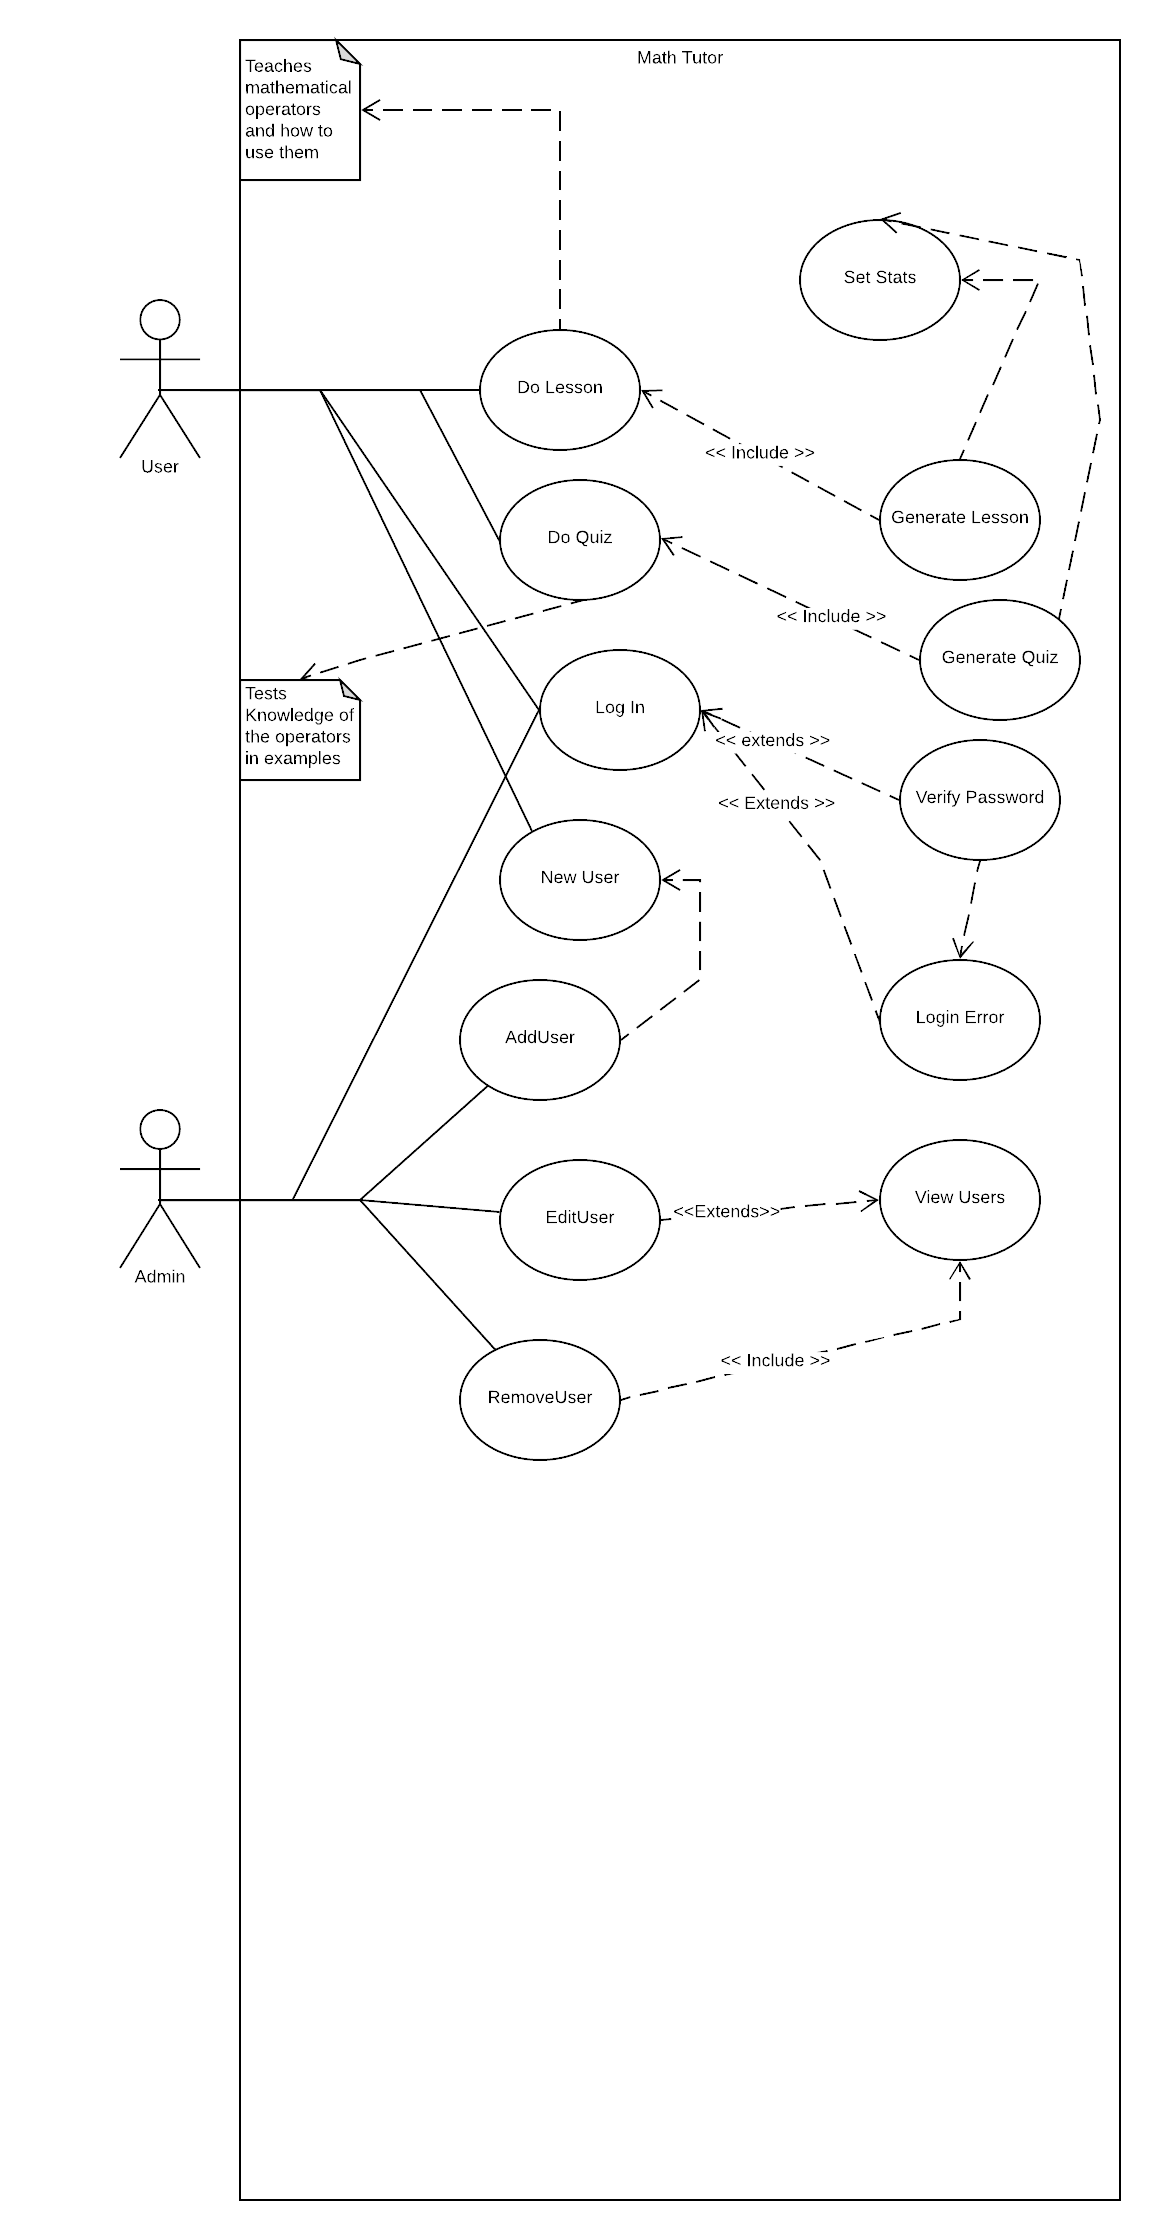 Math Tutor
Teaches
mathematical
operators
and how to
use them
Set Stats
Do Lesson
<< Include >>
User
Generate Lesson
Do Quiz
<< Include >>
Generate Quiz
Tests
Knowledge of
the operators
in examples
Log In
<< extends >>
Verify Password
<< Extends >>
New User
Login Error
AddUser
View Users
EditUser
<<Extends>>
Admin
<< Include >>
RemoveUser